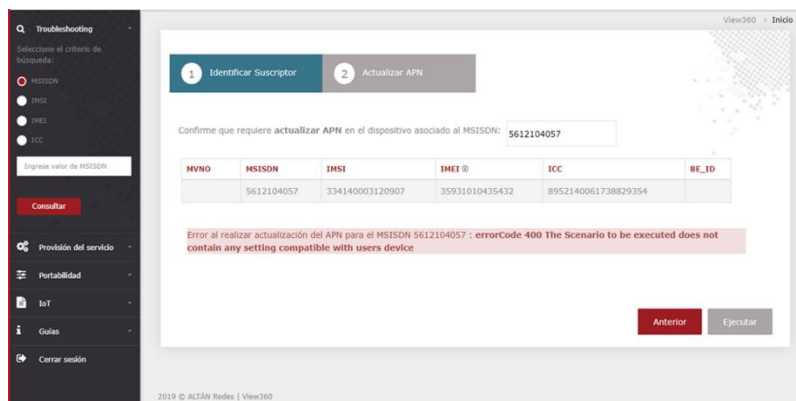 View360 > Inicio
Troubleshooting
Seleccione el criterio de
búsqueda:
MSISDN
IMSI
IMEI
ICC
Ingrese valor de MSISDN
Consultar
Provisión del servicio
Portabilidad
IoT
Guías
Cerrar sesión
1 Identificar Suscriptor
2 Actualizar APN
Confirme que requiere actualizar APN en el dispositivo asociado al MSISDN: 5612104057
MVNO MSISDN IMSI IMEI ICC BE_ID
5612104057 334140003120907 35931010435432 8952140061738829354
Error al realizar actualización del APN para el MSISDN 5612104057 : errorCode 400 The Scenario to be executed does not
contain any setting compatible with users device
Anterior Ejecutar
2019 © ALTÁN Redes | View360